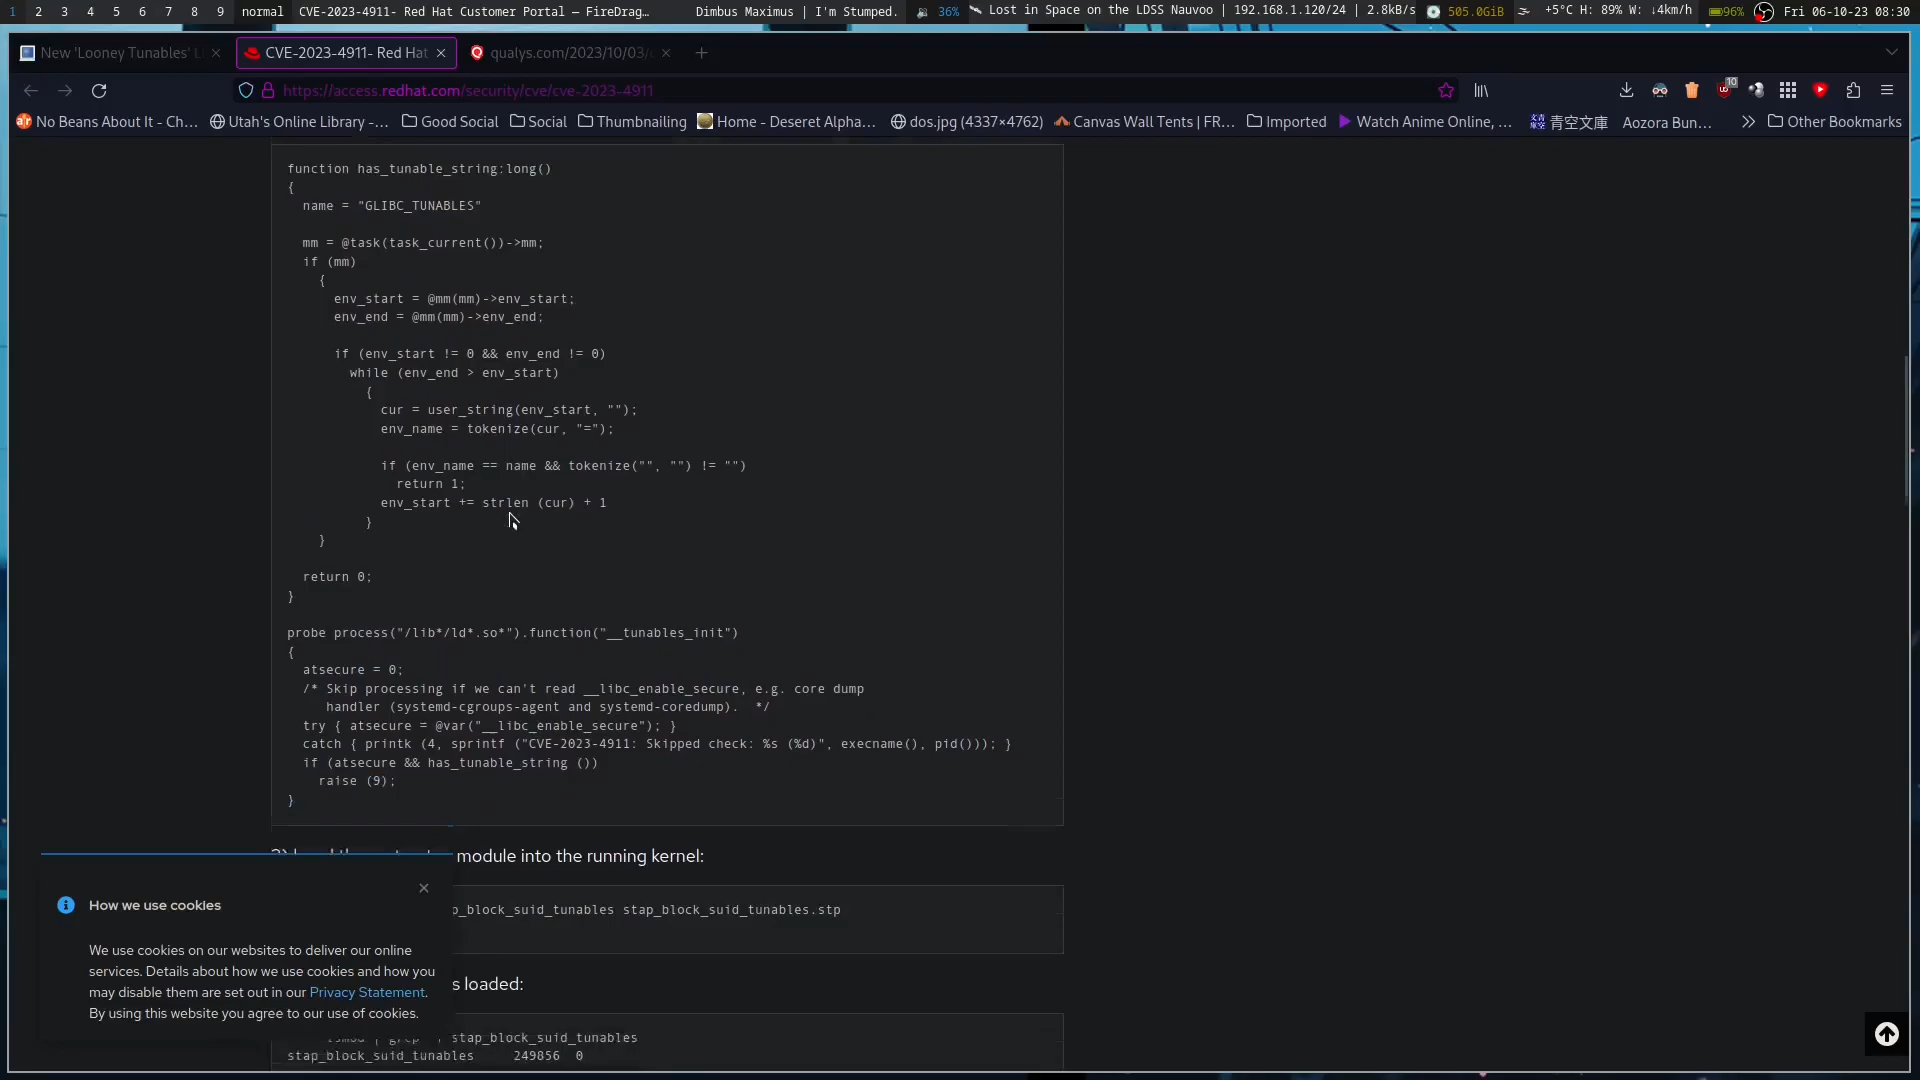 1 2 3 4 5 6 7 8 9 normal CVE-2023-4911- Red Hat Customer Portal — FireDrag… Dimbus Maximus | I'm Stumped. 36% Lost in Space on the LDSS Nauvoo | 192.168.1.120/24 | 2.8kB/s 505.0GiB +5°C H: 89% W: ↓4km/h 96% Fri 06-10-23 08:30
New 'Looney Tunables' L CVE-2023-4911- Red Hat qualys.com/2023/10/03/
https://access.redhat.com/security/cve/cve-2023-4911 10
No Beans About It - Ch... Utah's Online Library -... Good Social Social Thumbnailing Home - Deseret Alpha... dos.jpg (4337×4762) Canvas Wall Tents | FR... Imported Watch Anime Online, ... 青空文庫 Aozora Bun... Other Bookmarks
function has_tunable_string:long()
{
name = "GLIBC_TUNABLES"
mm = @task(task_current())->mm;
if (mm)
{
env_start = @mm(mm)->env_start;
env_end = @mm(mm)->env_end;
if (env_start != 0 && env_end != 0)
while (env_end > env_start)
{
cur = user_string(env_start, "");
env_name = tokenize(cur, "=");
if (env_name == name && tokenize("", "") != "")
return 1;
env_start += strlen (cur) + 1
}
}
return 0;
}
probe process("/lib*/ld*.so*").function("__tunables_init")
{
atsecure = 0;
/* Skip processing if we can't read __libc_enable_secure, e.g. core dump
handler (systemd-cgroups-agent and systemd-coredump).  */
try { atsecure = @var("__libc_enable_secure"); }
catch { printk (4, sprintf ("CVE-2023-4911: Skipped check: %s (%d)", execname(), pid())); }
if (atsecure && has_tunable_string ())
raise (9);
}
module into the running kernel:
p_block_suid_tunables stap_block_suid_tunables.stp
s loaded:
stap_block_suid_tunables
stap_block_suid_tunables 249856 0
How we use cookies
We use cookies on our websites to deliver our online
services. Details about how we use cookies and how you
may disable them are set out in our Privacy Statement.
By using this website you agree to our use of cookies.